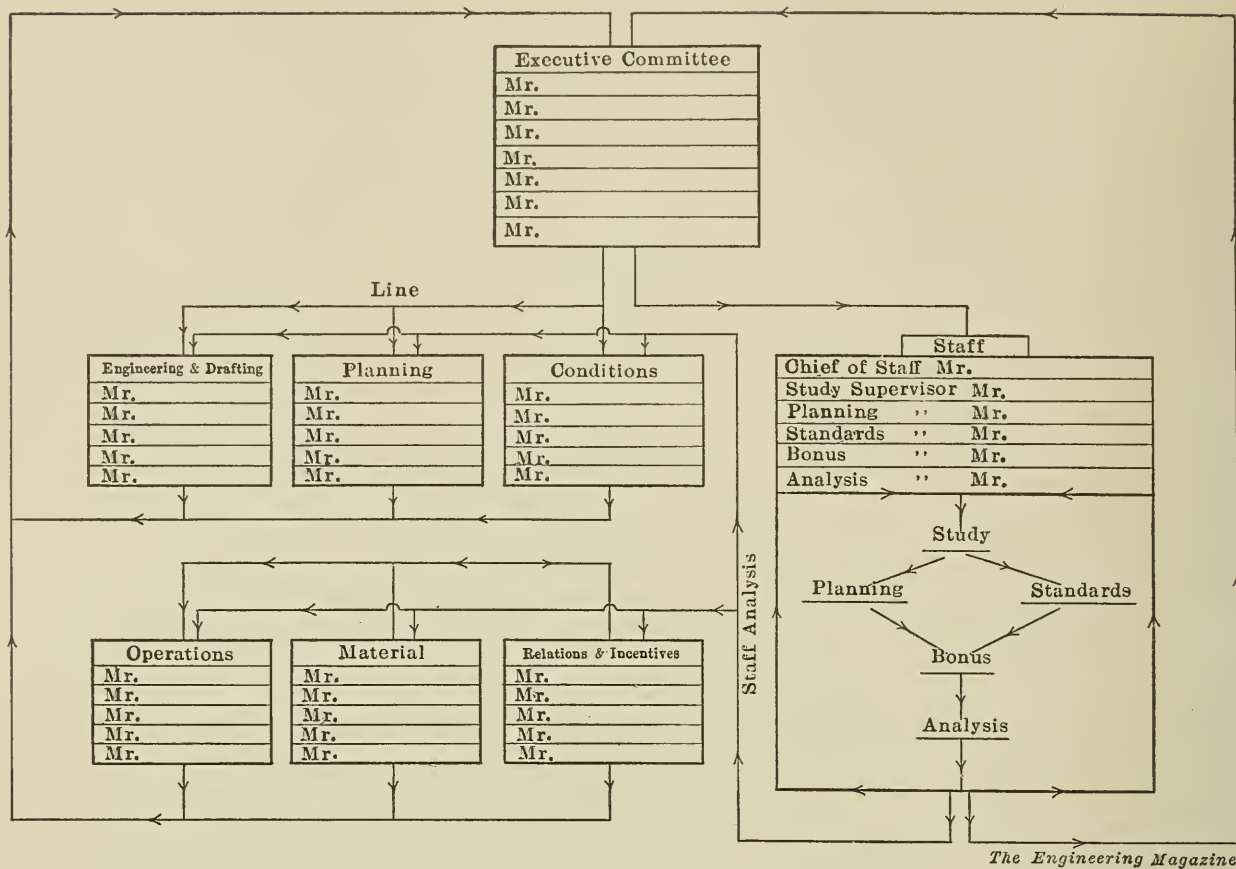 Executive Committee
Mr.
Mr.
Mr.
Mr.
Mr.
Mr.
Mr.
Line
Engineering & Drafting
Mr.
Mr.
Mr.
Mr.
Mr.
Planning
Mr.
Mr.
Mr.
Mr.
Mr.
Conditions
Mr.
Mr.
Mr.
Mr.
Mr.
Staff
Chief of Staff Mr.
Study Supervisor Mr.
Planning ,, Mr.
Standards ,, Mr.
Bonus ,, Mr.
Analysis ,, Mr.
Study
Planning
Standards
Bonus
Analysis
Staff Analysis
Operations
Mr.
Mr.
Mr.
Mr.
Mr.
Material
Mr.
Mr.
Mr.
Mr.
Mr.
Relations & Incentives
Mr.
Mr.
Mr.
Mr.
Mr.
The Engineering Magazine